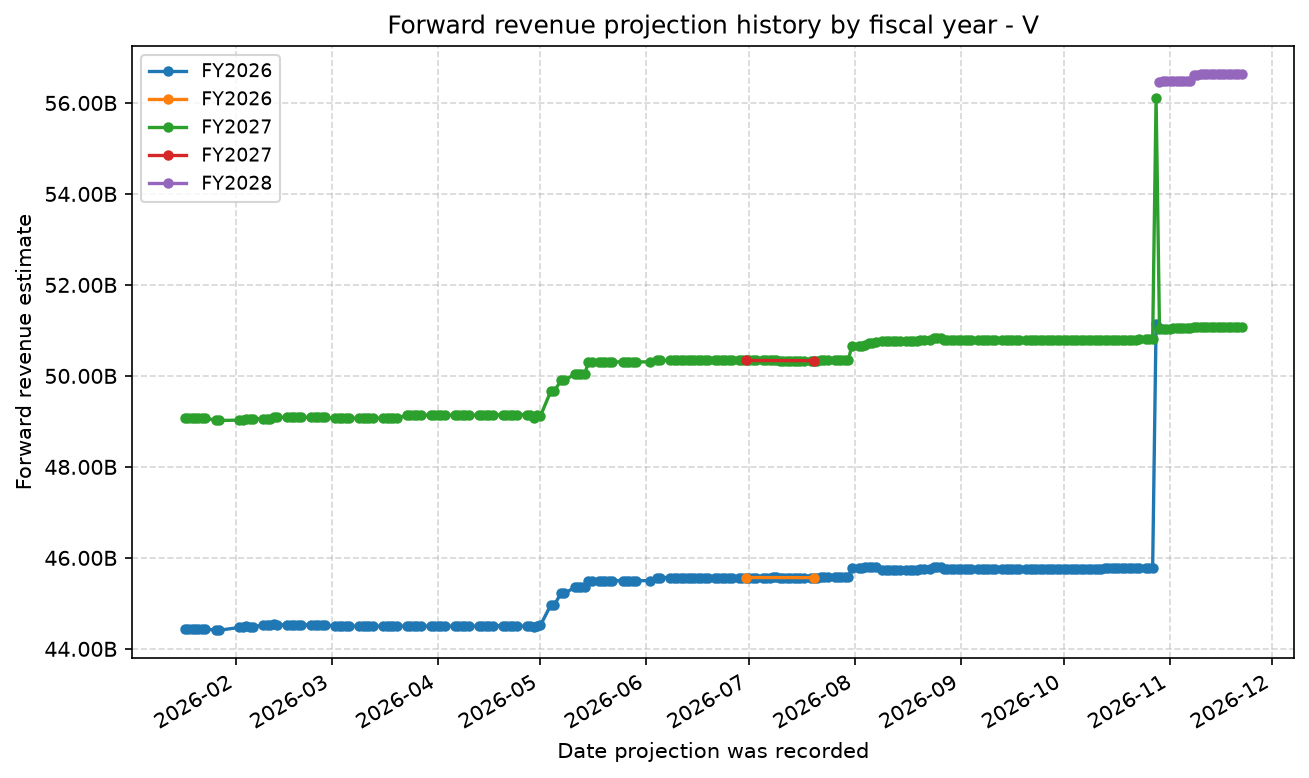 Forward revenue projection history by fiscal year - V
FY2026
FY2026
FY2027
FY2027
FY2028
56.00B
54.00B
52.00B
50.00B
48.00B
46.00B
44.00B
Forward revenue estimate
2026-02
2026-03
2026-04
2026-05
2026-06
2026-07
2026-08
2026-09
2026-10
2026-11
2026-12
Date projection was recorded